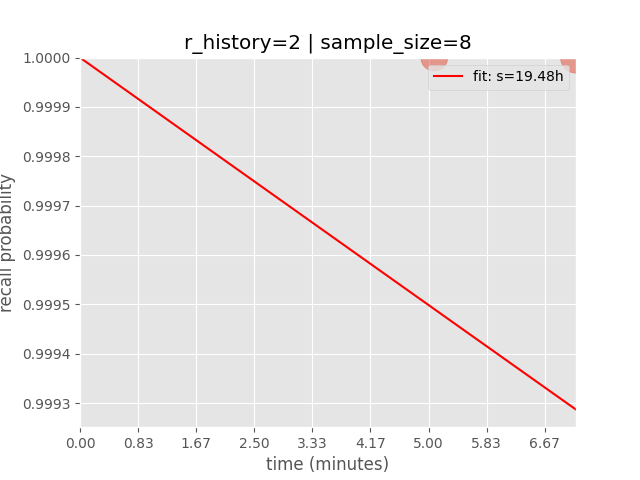 r_history=2 | sample_size=8
fit: s=19.48h
recall probability
1.0000
0.9999
0.9998
0.9997
0.9996
0.9995
0.9994
0.9993
0.00 0.83 1.67 2.50 3.33 4.17 5.00 5.83 6.67
time (minutes)